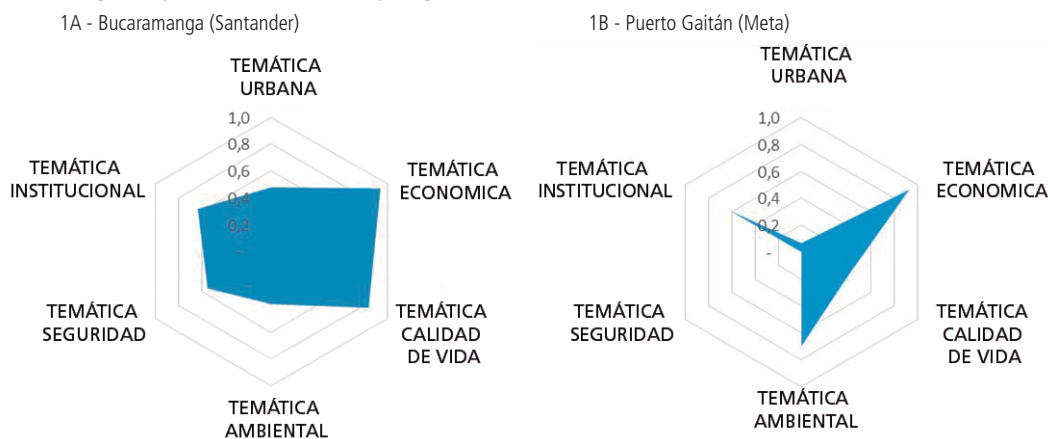 1A - Bucaramanga (Santander)
TEMÁTICA
URBANA
1,0
0,8
0,6
0,4
0,2
-
TEMÁTICA
ECONOMICA
TEMÁTICA
CALIDAD
DE VIDA
TEMÁTICA
AMBIENTAL
TEMÁTICA
SEGURIDAD
TEMÁTICA
INSTITUCIONAL
1B - Puerto Gaitán (Meta)
TEMÁTICA
URBANA
1,0
0,8
0,6
0,4
0,2
-
TEMÁTICA
ECONOMICA
TEMÁTICA
CALIDAD
DE VIDA
TEMÁTICA
AMBIENTAL
TEMÁTICA
SEGURIDAD
TEMÁTICA
INSTITUCIONAL